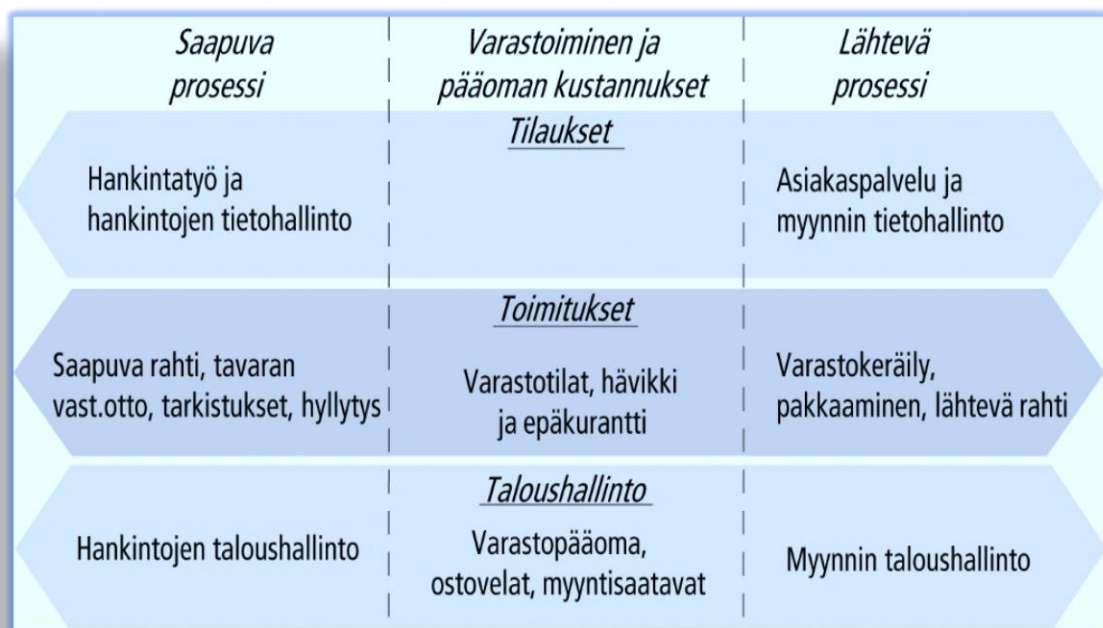 Saapuva
prosessi
Varastoiminen ja
pääoman kustannukset
Lähtevä
prosessi
Tilaukset
Hankintatyö ja
hankintojen tietohallinto
Asiakaspalvelu ja
myynnin tietohallinto
Toimitukset
Saapuva rahti, tavaran
vast.otto, tarkistukset, hyllytys
Varastotilat, hävikki
ja epäkurantti
Varastokeräily,
pakkaaminen, lähtevä rahti
Taloushallinto
Hankintojen taloushallinto
Varastopääoma,
ostovelat, myyntisaatavat
Myynnin taloushallinto